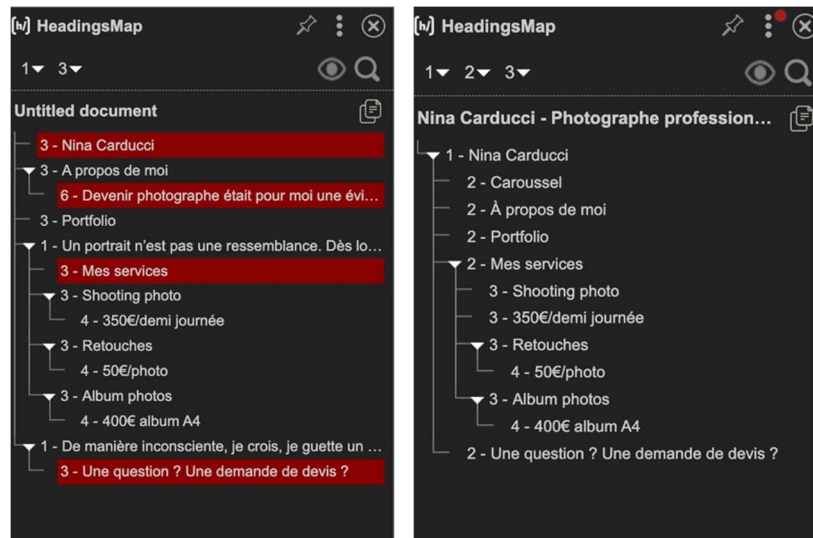 [h/] HeadingsMap
1 3
Untitled document
3 - Nina Carducci
3 - A propos de moi
6 - Devenir photographe était pour moi une évi...
3 - Portfolio
1 - Un portrait n'est pas une ressemblance. Dès lo...
3 - Mes services
3 - Shooting photo
4 - 350€/demi journée
3 - Retouches
4 - 50€/photo
3 - Album photos
4 - 400€ album A4
1 - De manière inconsciente, je crois, je guette un ...
3 - Une question ? Une demande de devis ?
[h/] HeadingsMap
1 2 3
Nina Carducci - Photographe profession...
1 - Nina Carducci
2 - Caroussel
2 - À propos de moi
2 - Portfolio
2 - Mes services
3 - Shooting photo
3 - 350€/demi journée
3 - Retouches
4 - 50€/photo
3 - Album photos
4 - 400€ album A4
2 - Une question ? Une demande de devis ?